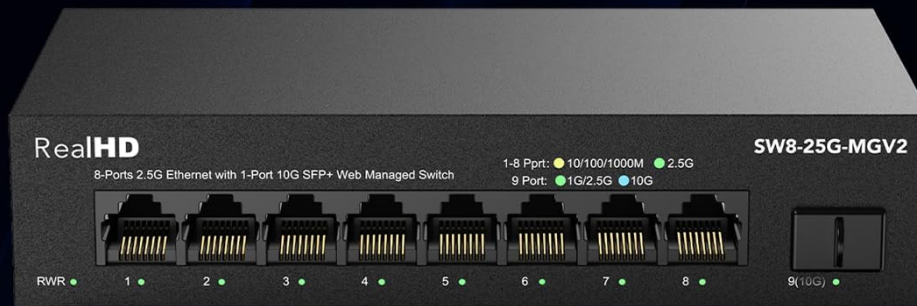 RealHD
SW8-25G-MGV2
8-Ports 2.5G Ethernet with 1-Port 10G SFP+ Web Managed Switch
1-8 Pprt: 10/100/1000M 2.5G
9 Port: 1G/2.5G 10G
RWR 1 2 3 4 5 6 7 8 9(10G)